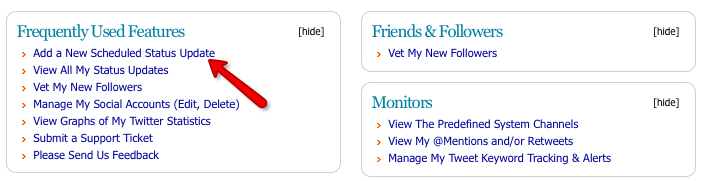 Frequently Used Features [hide]
Add a New Scheduled Status Update
View All My Status Updates
Vet My New Followers
Manage My Social Accounts (Edit, Delete)
View Graphs of My Twitter Statistics
Submit a Support Ticket
Please Send Us Feedback
Friends & Followers [hide]
Vet My New Followers
Monitors [hide]
View The Predefined System Channels
View My @Mentions and/or Retweets
Manage My Tweet Keyword Tracking & Alerts